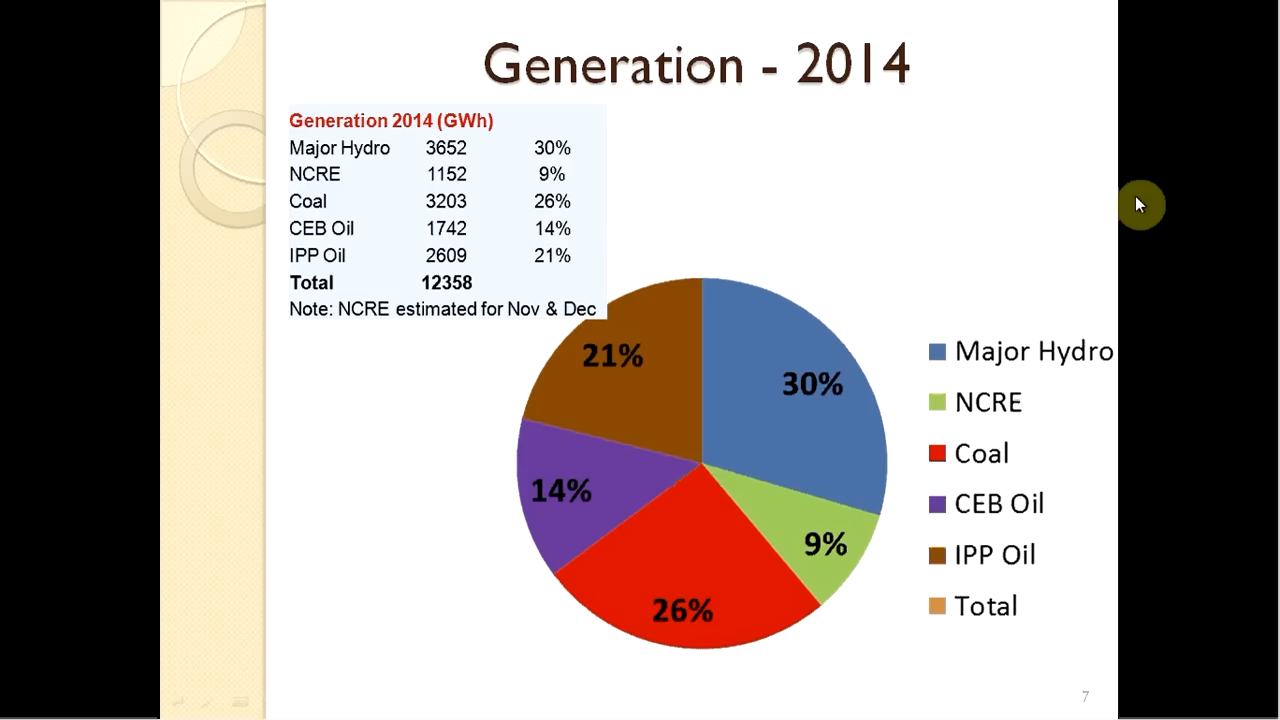 Generation - 2014
Generation 2014 (GWh)
Major Hydro 3652 30%
NCRE 1152 9%
Coal 3203 26%
CEB Oil 1742 14%
IPP Oil 2609 21%
Total 12358
Note: NCRE estimated for Nov & Dec
21%
30%
14%
9%
26%
Major Hydro
NCRE
Coal
CEB Oil
IPP Oil
Total
7